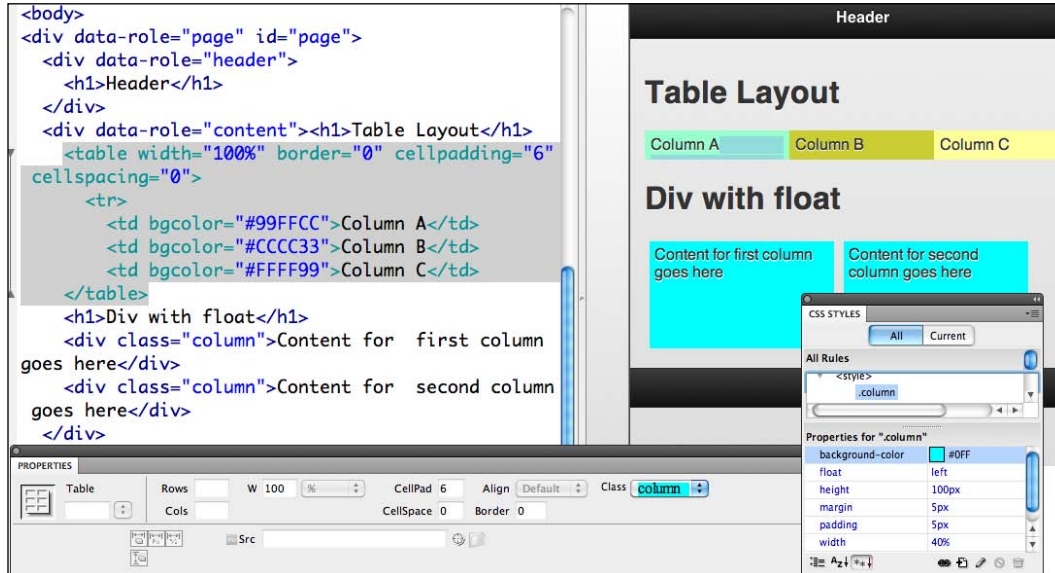 <body>
<div data-role="page" id="page">
<div data-role="header">
<h1>Header</h1>
</div>
<div data-role="content"><h1>Table Layout</h1>
<table width="100%" border="0" cellpadding="6"
cellspacing="0">
<tr>
<td bgcolor="#99FFCC">Column A</td>
<td bgcolor="#CCCC33">Column B</td>
<td bgcolor="#FFFF99">Column C</td>
</table>
<h1>Div with float</h1>
<div class="column">Content for  first column
goes here</div>
<div class="column">Content for  second column
goes here</div>
</div>
Header
Table Layout
Column A Column B Column C
Div with float
Content for first column
goes here
Content for second
column goes here
CSS STYLES
All Current
All Rules
<style>
.column
Properties for ".column"
background-color #0FF
float left
height 100px
margin 5px
padding 5px
width 40%
PROPERTIES
Table Rows W 100 % CellPad 6 Align Default Class column
Cols CellSpace 0 Border 0
Src